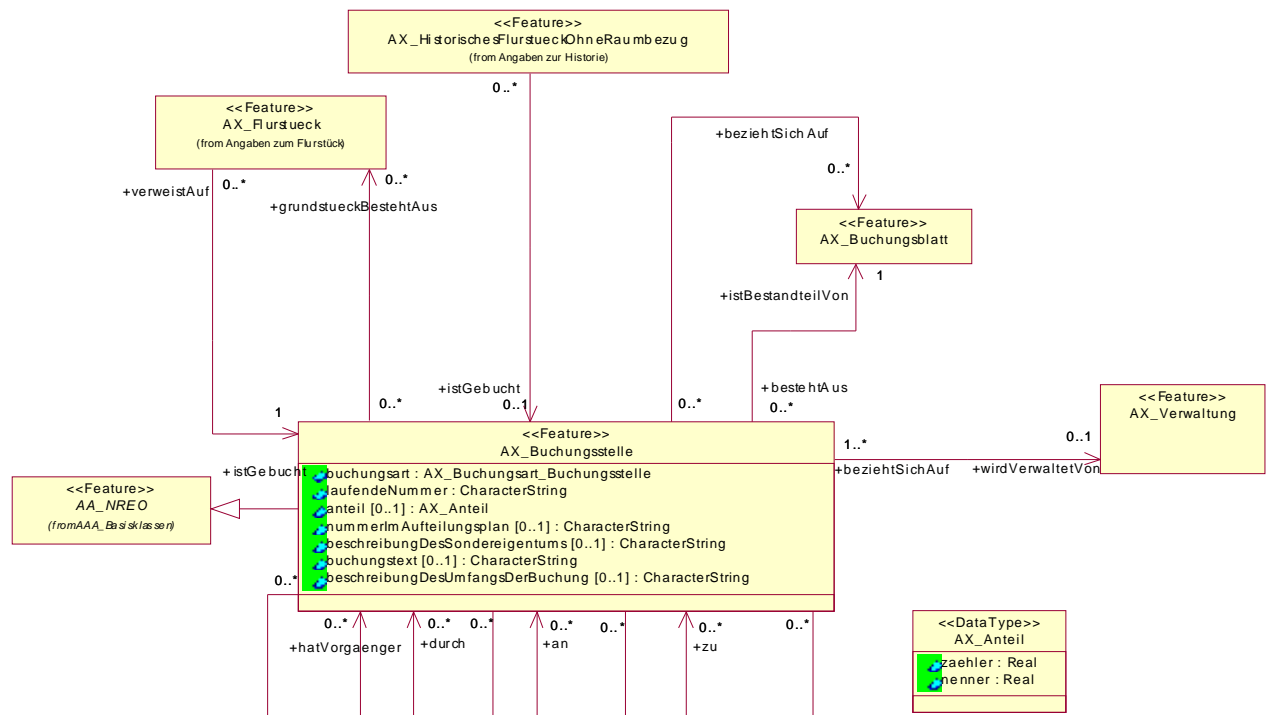 <<Feature>>
AX_HistorischesFlurstueckOhneRaumbezug
(from Angaben zur Historie)
0..*
<<Feature>>
AX_Flurstueck
(from Angaben zum Flurstück)
+verweistAuf
0..*
0..*
+grundstueckBestehtAus
+beziehtSichAuf
0..*
<<Feature>>
AX_Buchungsblatt
1
+istBestandteilVon
+istGebucht
0..1
1
0..*
0..*
+bestehtAus
0..*
<<Feature>>
AX_Verwaltung
1..*
0..1
+beziehtSichAuf
+wirdVerwaltetVon
+istGebucht
<<Feature>>
AA_NREO
(fromAAA_Basisklassen)
<<Feature>>
AX_Buchungsstelle
buchungsart : AX_Buchungsart_Buchungsstelle
laufendeNummer : CharacterString
anteil [0..1] : AX_Anteil
nummerImAufteilungsplan [0..1] : CharacterString
beschreibungDesSondereigentums [0..1] : CharacterString
buchungstext [0..1] : CharacterString
beschreibungDesUmfangsDerBuchung [0..1] : CharacterString
0..*
0..*
0..*
0..*
0..*
0..*
0..*
0..*
+hatVorgaenger
+durch
+an
+zu
<<DataType>>
AX_Anteil
zaehler : Real
nenner : Real